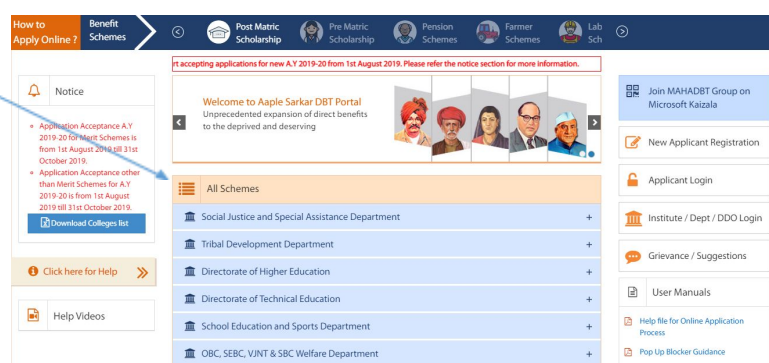 How to
Apply Online ?
Benefit
Schemes
Post Matric
Scholarship
Pre Matric
Scholarship
Pension
Schemes
Farmer
Schemes
Lab
Sch
rt accepting applications for new A.Y 2019-20 from 1st August 2019. Please refer the notice section for more information.
Notice
Application Acceptance A.Y
2019-20 for Merit Schemes is
from 1st August 2019 till 31st
October 2019.
Application Acceptance other
than Merit Schemes for A.Y
2019-20 is from 1st August
2019 till 31st October 2019.
Download Colleges list
Click here for Help
Help Videos
Welcome to Aaple Sarkar DBT Portal
Unprecedented expansion of direct benefits
to the deprived and deserving
All Schemes
Social Justice and Special Assistance Department +
Tribal Development Department +
Directorate of Higher Education +
Directorate of Technical Education +
School Education and Sports Department +
OBC, SEBC, VJNT & SBC Welfare Department +
Join MAHADBT Group on
Microsoft Kaizala
New Applicant Registration
Applicant Login
Institute / Dept / DDO Login
Grievance / Suggestions
User Manuals
Help file for Online Application
Process
Pop Up Blocker Guidance